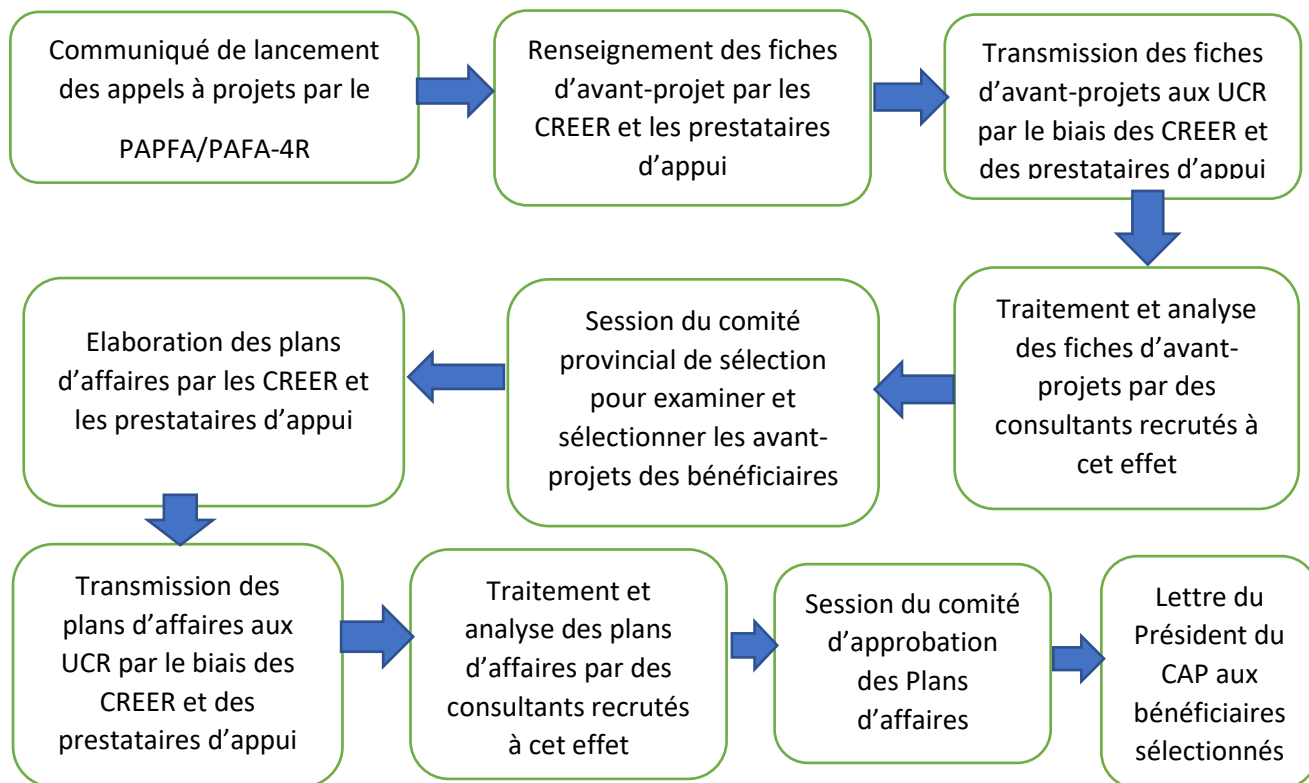 Communiqué de lancement
des appels à projets par le
PAPFA/PAFA-4R
Renseignement des fiches
d’avant-projet par les
CREER et les prestataires
d’appui
Transmission des fiches
d’avant-projets aux UCR
par le biais des CREER et
des prestataires d’appui
Traitement et analyse
des fiches d’avant-
projets par des
consultants recrutés à
cet effet
Session du comité
provincial de sélection
pour examiner et
sélectionner les avant-
projets des bénéficiaires
Elaboration des plans
d’affaires par les CREER et
les prestataires d’appui
Transmission des
plans d’affaires aux
UCR par le biais des
CREER et des
prestataires d’appui
Traitement et
analyse des plans
d’affaires par des
consultants recrutés
à cet effet
Session du comité
d’approbation
des Plans
d’affaires
Lettre du
Président du
CAP aux
bénéficiaires
sélectionnés